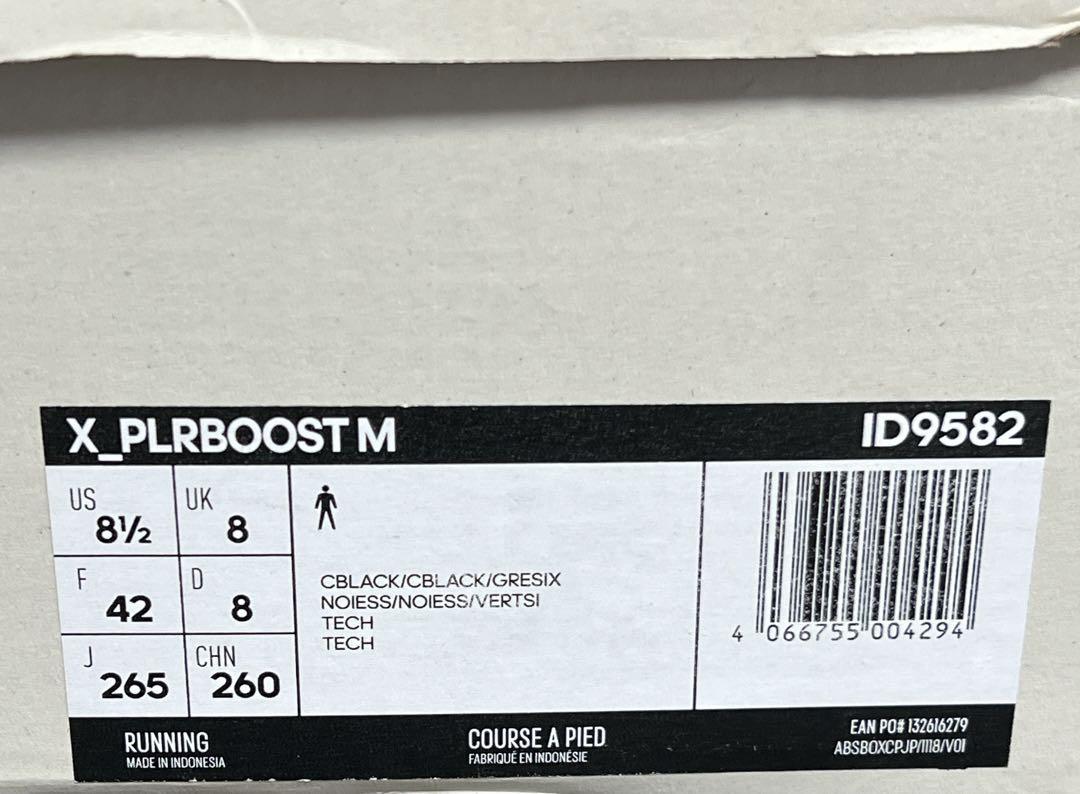 X_PLRBOOST M ID9582
US 8½ UK 8
F 42 D 8
J 265 CHN 260
CBLACK/CBLACK/GRESIX
NOIESS/NOIESS/VERTSI
TECH
TECH
4 066755 004294
RUNNING
MADE IN INDONESIA
COURSE A PIED
FABRIQUÉ EN INDONÉSIE
EAN PO# 132616279
ABSBOXCPJP/1118/V01